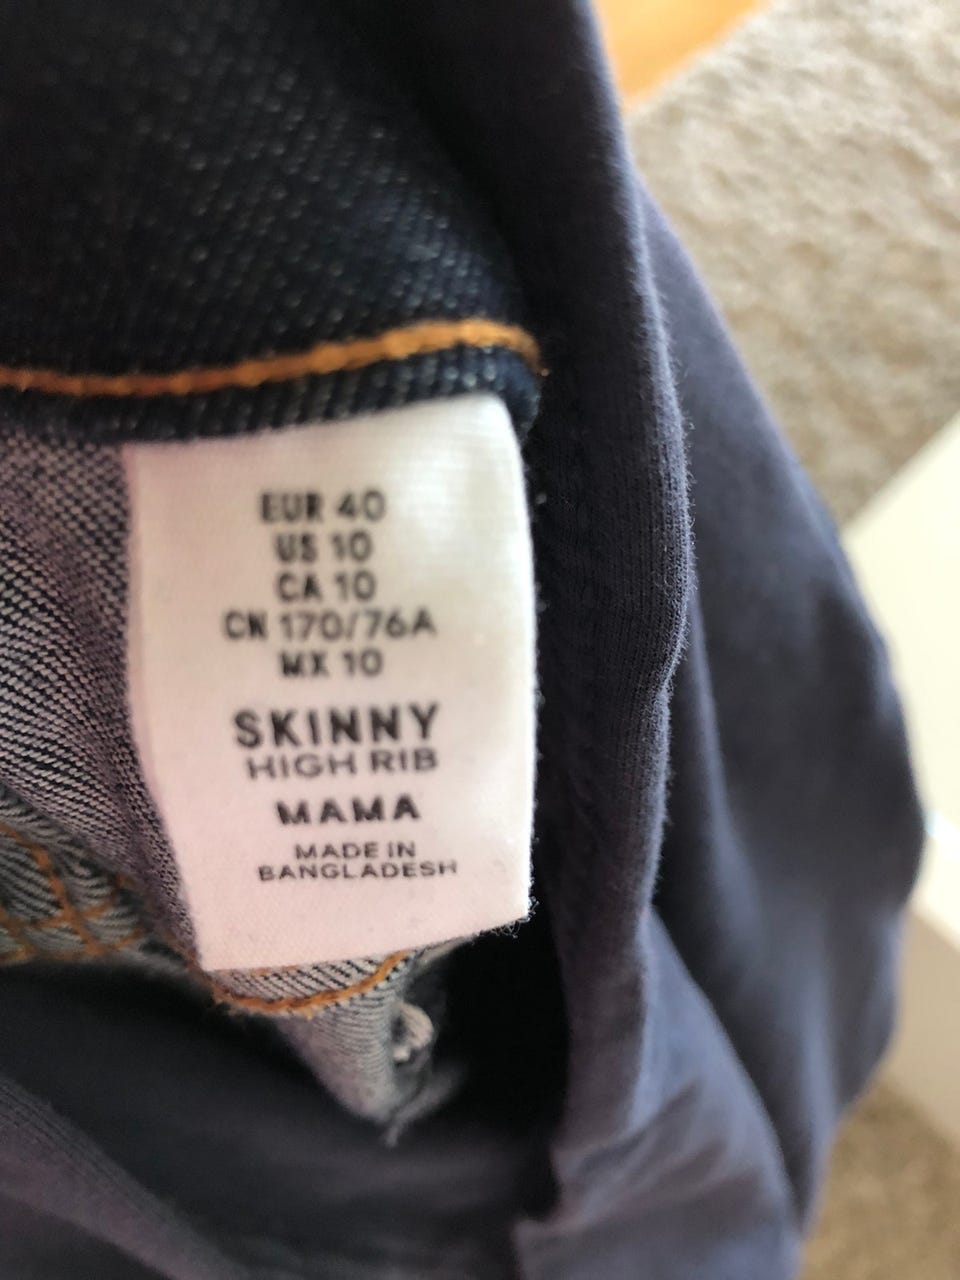 EUR 40
US 10
CA 10
CN 170/76A
MX 10
SKINNY
HIGH RIB
MAMA
MADE IN
BANGLADESH